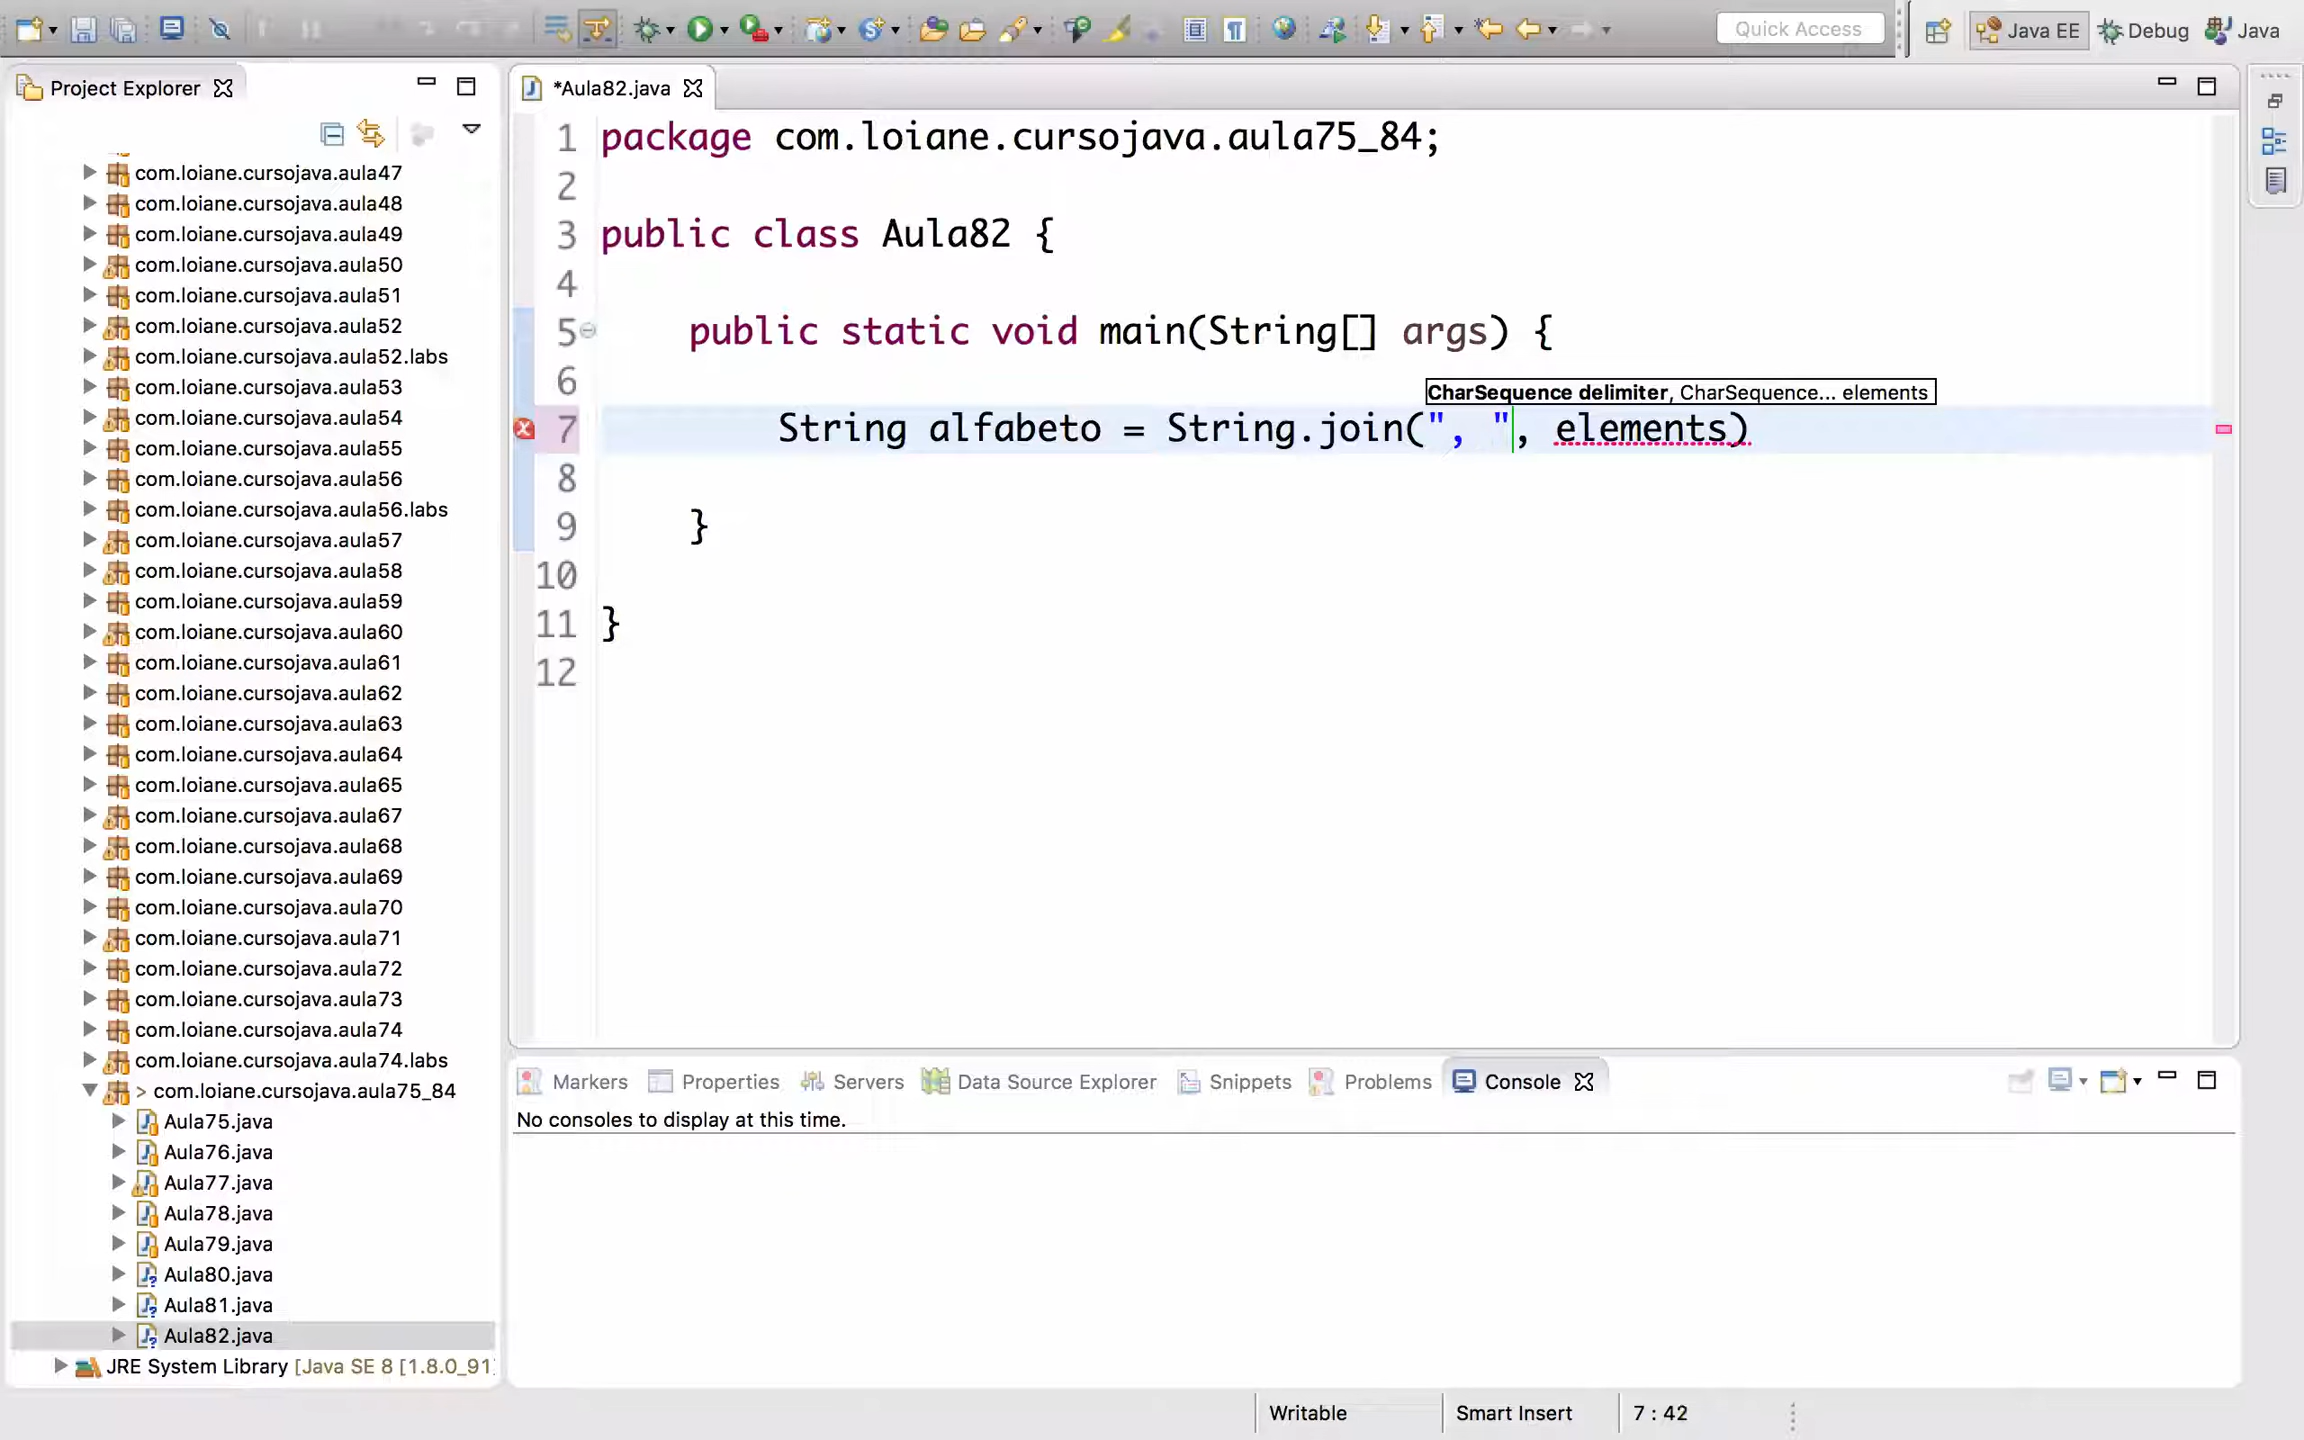 Quick Access
Java EE
Debug
Java
Project Explorer
com.loiane.cursojava.aula47
com.loiane.cursojava.aula48
com.loiane.cursojava.aula49
com.loiane.cursojava.aula50
com.loiane.cursojava.aula51
com.loiane.cursojava.aula52
com.loiane.cursojava.aula52.labs
com.loiane.cursojava.aula53
com.loiane.cursojava.aula54
com.loiane.cursojava.aula55
com.loiane.cursojava.aula56
com.loiane.cursojava.aula56.labs
com.loiane.cursojava.aula57
com.loiane.cursojava.aula58
com.loiane.cursojava.aula59
com.loiane.cursojava.aula60
com.loiane.cursojava.aula61
com.loiane.cursojava.aula62
com.loiane.cursojava.aula63
com.loiane.cursojava.aula64
com.loiane.cursojava.aula65
com.loiane.cursojava.aula67
com.loiane.cursojava.aula68
com.loiane.cursojava.aula69
com.loiane.cursojava.aula70
com.loiane.cursojava.aula71
com.loiane.cursojava.aula72
com.loiane.cursojava.aula73
com.loiane.cursojava.aula74
com.loiane.cursojava.aula74.labs
> com.loiane.cursojava.aula75_84
Aula75.java
Aula76.java
Aula77.java
Aula78.java
Aula79.java
Aula80.java
Aula81.java
Aula82.java
JRE System Library [Java SE 8 [1.8.0_91]
*Aula82.java
1 package com.loiane.cursojava.aula75_84;
2
3 public class Aula82 {
4
5 public static void main(String[] args) {
6
CharSequence delimiter, CharSequence... elements
7 String alfabeto = String.join(", ", elements)
8
9 }
10
11 }
12
Markers
Properties
Servers
Data Source Explorer
Snippets
Problems
Console
No consoles to display at this time.
Writable
Smart Insert
7 : 42